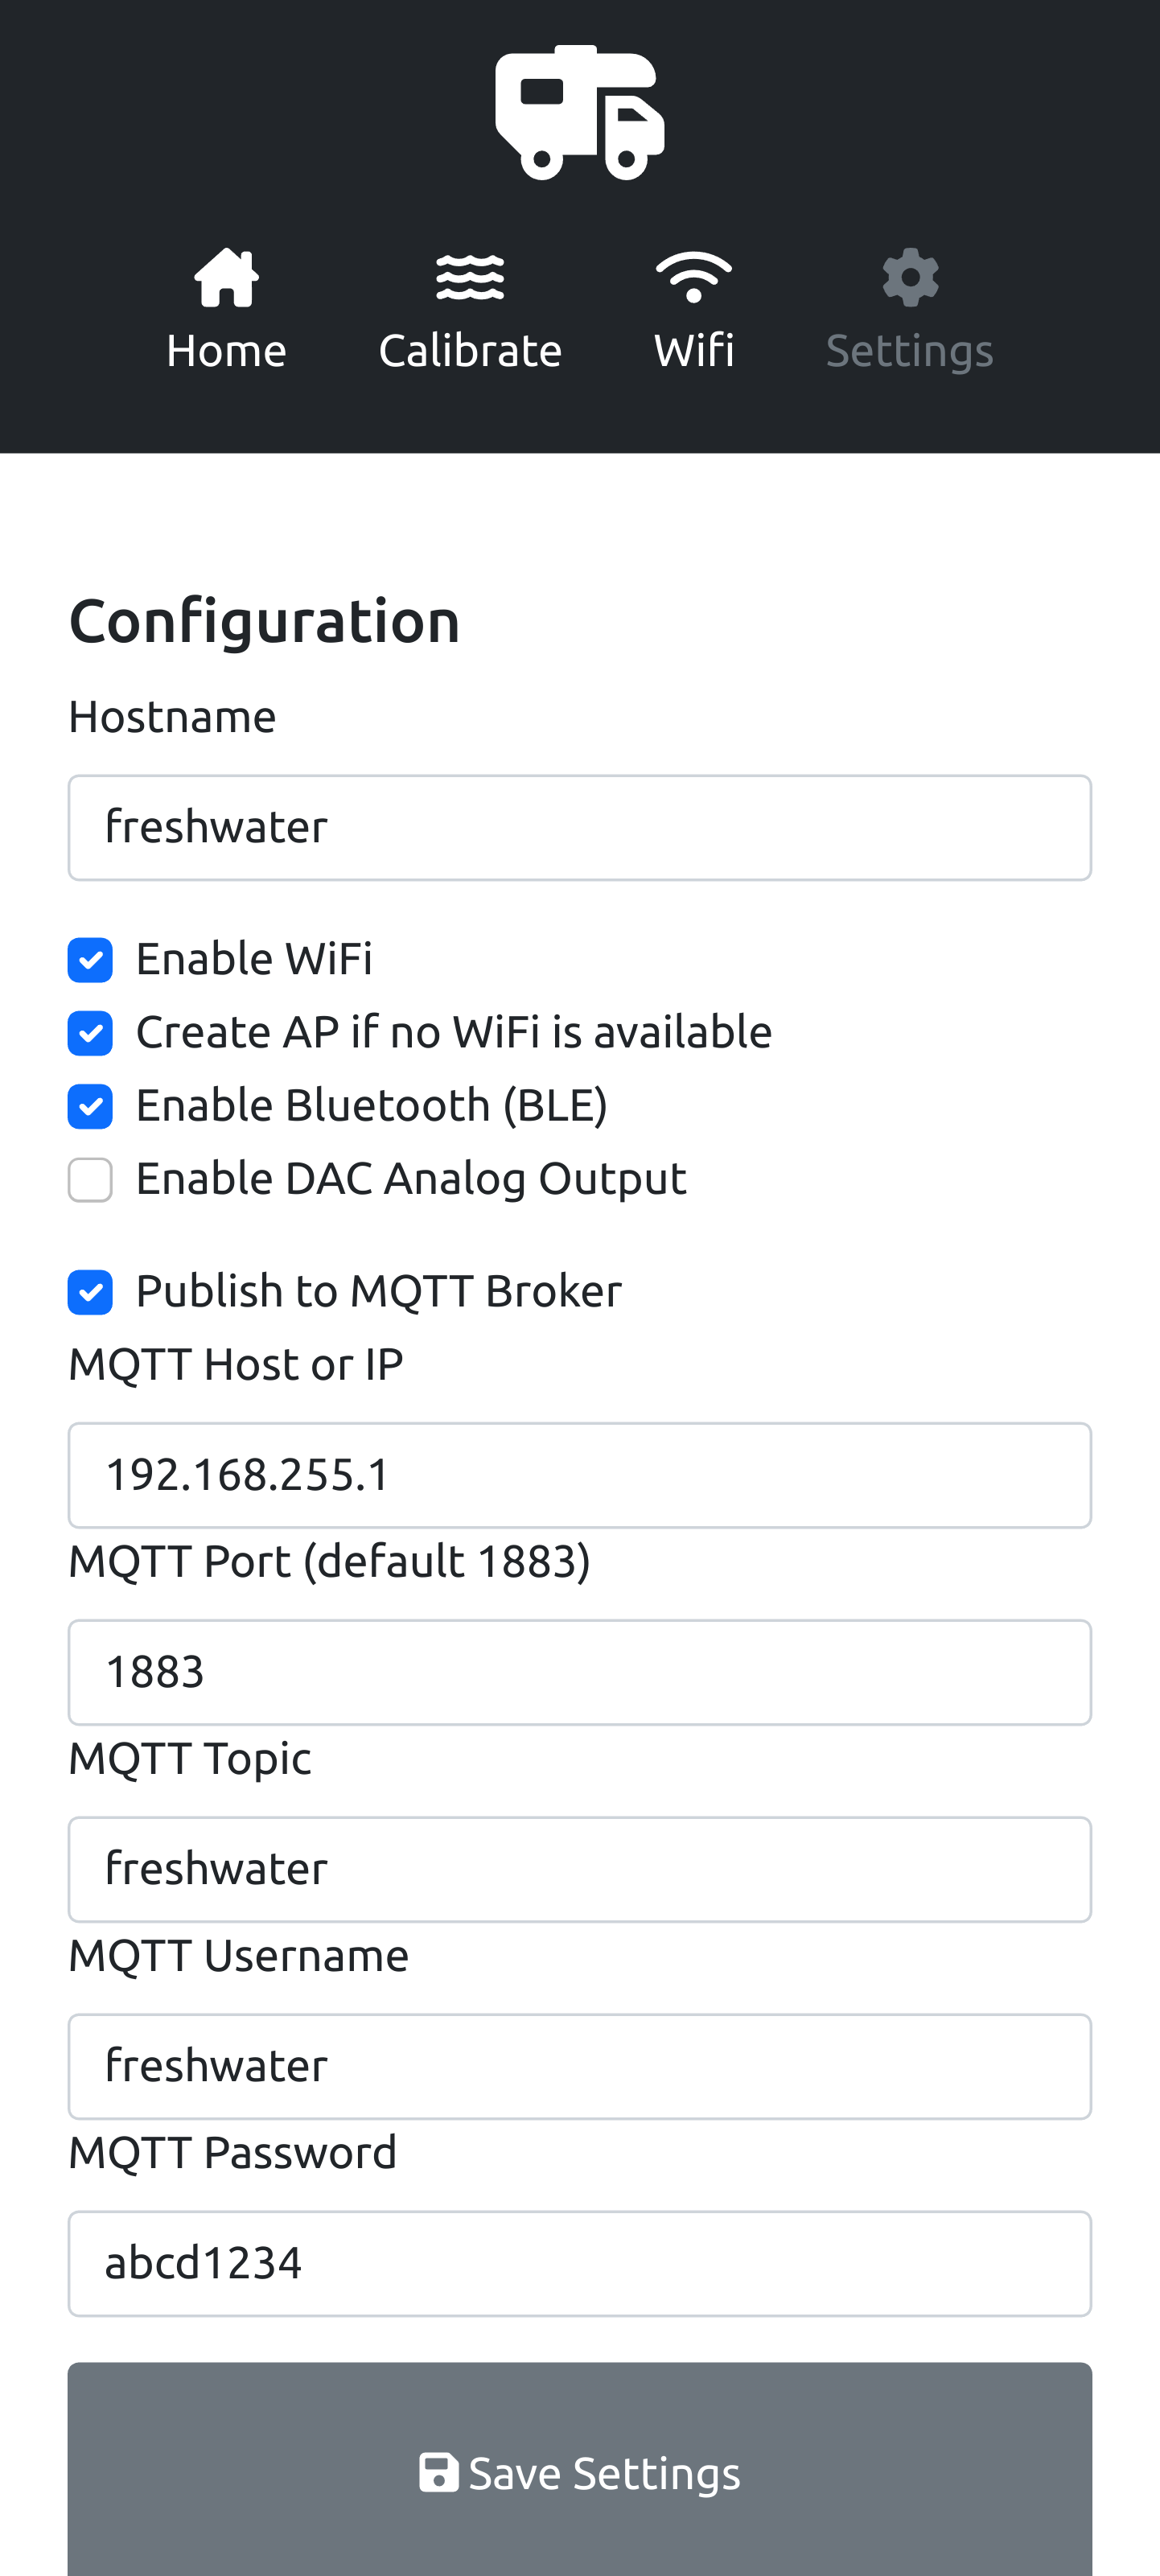 Home Calibrate Wifi Settings
Configuration
Hostname
freshwater
Enable WiFi
Create AP if no WiFi is available
Enable Bluetooth (BLE)
Enable DAC Analog Output
Publish to MQTT Broker
MQTT Host or IP
192.168.255.1
MQTT Port (default 1883)
1883
MQTT Topic
freshwater
MQTT Username
freshwater
MQTT Password
abcd1234
Save Settings